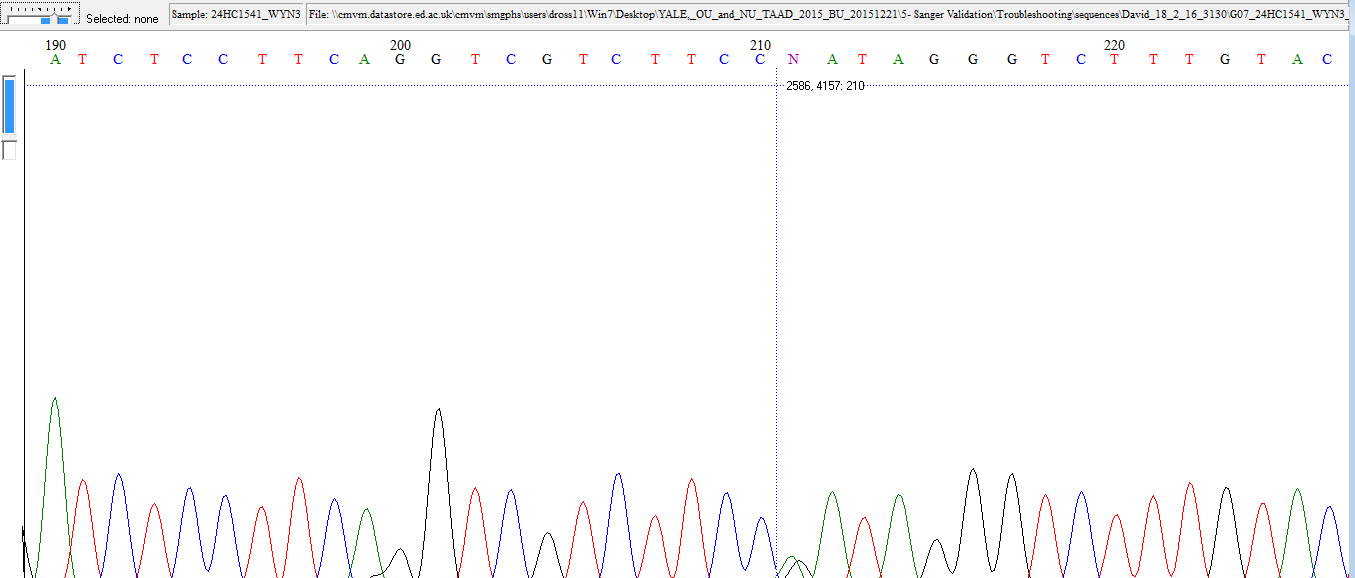 Selected: none
Sample: 24HC1541_WYN3
File: \\cmvm.datastore.ed.ac.uk\cmvm\smgphs\users\dross11\Win7\Desktop\YALE,_OU_and_NU_TAAD_2015_BU_20151221\5- Sanger Validation\Troubleshooting\sequences\David_18_2_16_3130\G07_24HC1541_WYN3_
190 200 210 220
A T C T C C T T C A G G T C G T C T T C C N A T A G G G T C T T T G T A C
2586, 4157: 210